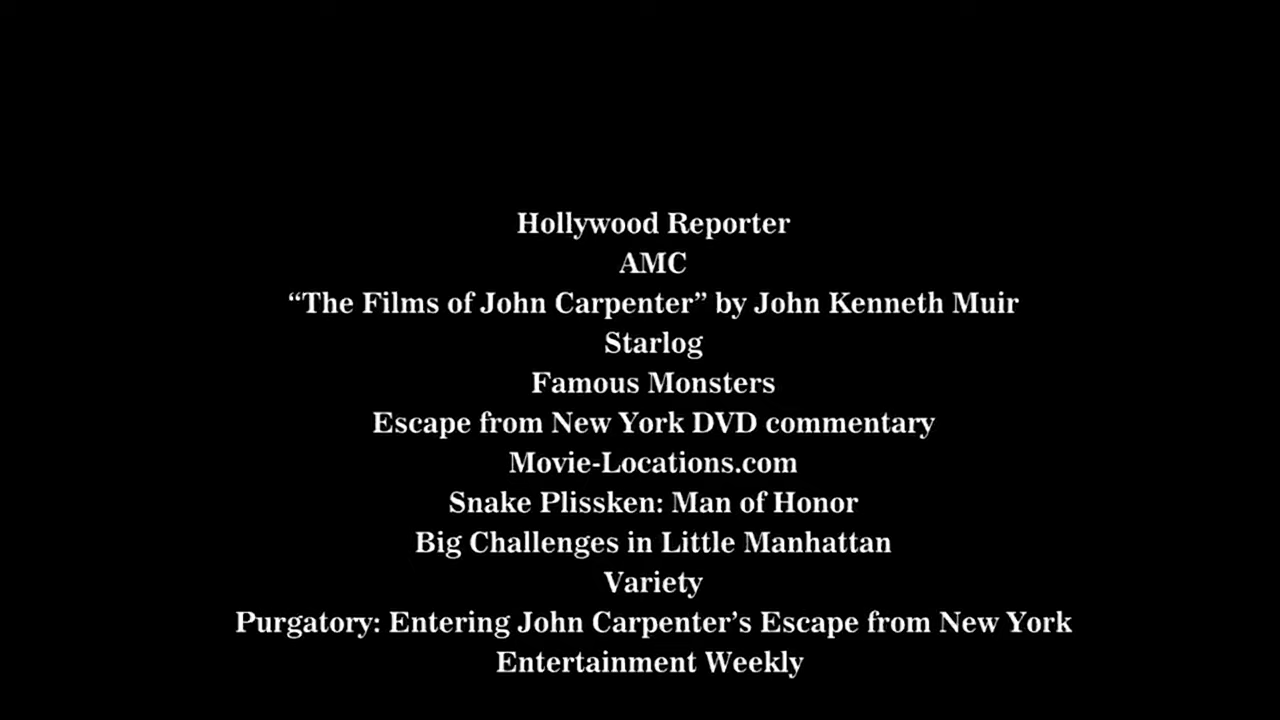 Hollywood Reporter
AMC
“The Films of John Carpenter” by John Kenneth Muir
Starlog
Famous Monsters
Escape from New York DVD commentary
Movie-Locations.com
Snake Plissken: Man of Honor
Big Challenges in Little Manhattan
Variety
Purgatory: Entering John Carpenter’s Escape from New York
Entertainment Weekly